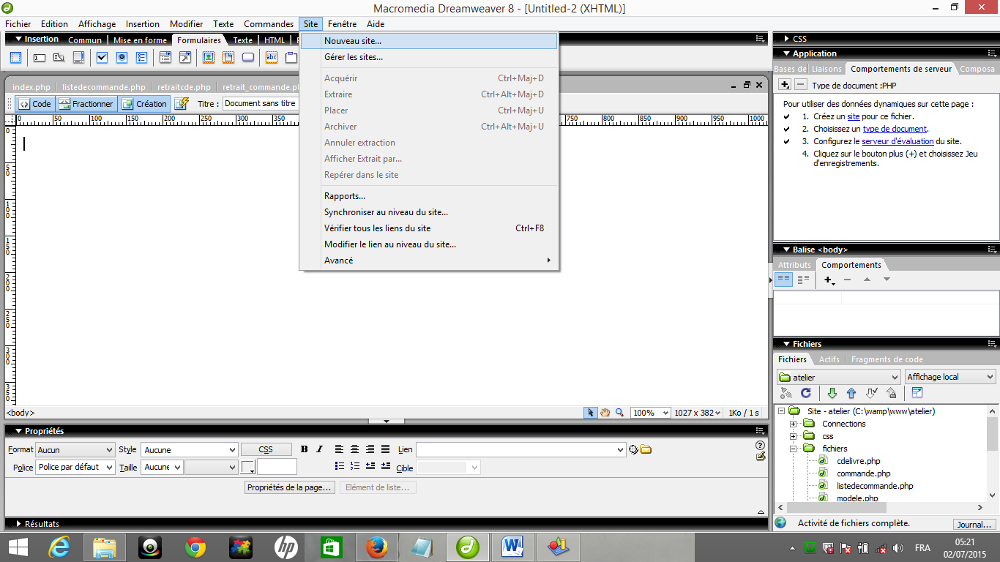 Macromedia Dreamweaver 8 - [Untitled-2 (XHTML)]
Fichier Edition Affichage Insertion Modifier Texte Commandes Site Fenêtre Aide
Insertion Commun Mise en forme Formulaires Texte HTML
abc
index.php listedecommande.php retraitcde.php retrait_commande.ph
Code Fractionner Création Titre : Document sans titre
0 50 100 150 200 250 300 350 750 800 850 900 950 1000
0
50
100
150
200
250
300
350
Nouveau site...
Gérer les sites...
Acquérir Ctrl+Maj+D
Extraire Ctrl+Alt+Maj+D
Placer Ctrl+Maj+U
Archiver Ctrl+Alt+Maj+U
Annuler extraction
Afficher Extrait par...
Repérer dans le site
Rapports...
Synchroniser au niveau du site...
Vérifier tous les liens du site Ctrl+F8
Modifier le lien au niveau du site...
Avancé
<body> 100% 1027 x 382 1Ko / 1 s
Propriétés
Format Aucun Style Aucune CSS B I Lien
Police Police par défaut Taille Aucune Cible
Propriétés de la page... Elément de liste...
Résultats
CSS
Application
Bases de Liaisons Comportements de serveur Composa
Type de document :PHP
Pour utiliser des données dynamiques sur cette page :
1. Créez un site pour ce fichier.
2. Choisissez un type de document.
3. Configurez le serveur d'évaluation du site.
4. Cliquez sur le bouton plus (+) et choisissez Jeu
d'enregistrements.
Balise <body>
Attributs Comportements
Fichiers
Fichiers Actifs Fragments de code
atelier Affichage local
Site - atelier (C:\wamp\www\atelier)
Connections
css
fichiers
cdelivre.php
commande.php
listedecommande.php
modele.php
Activité de fichiers complète. Journal...
hp W FRA 05:21
02/07/2015